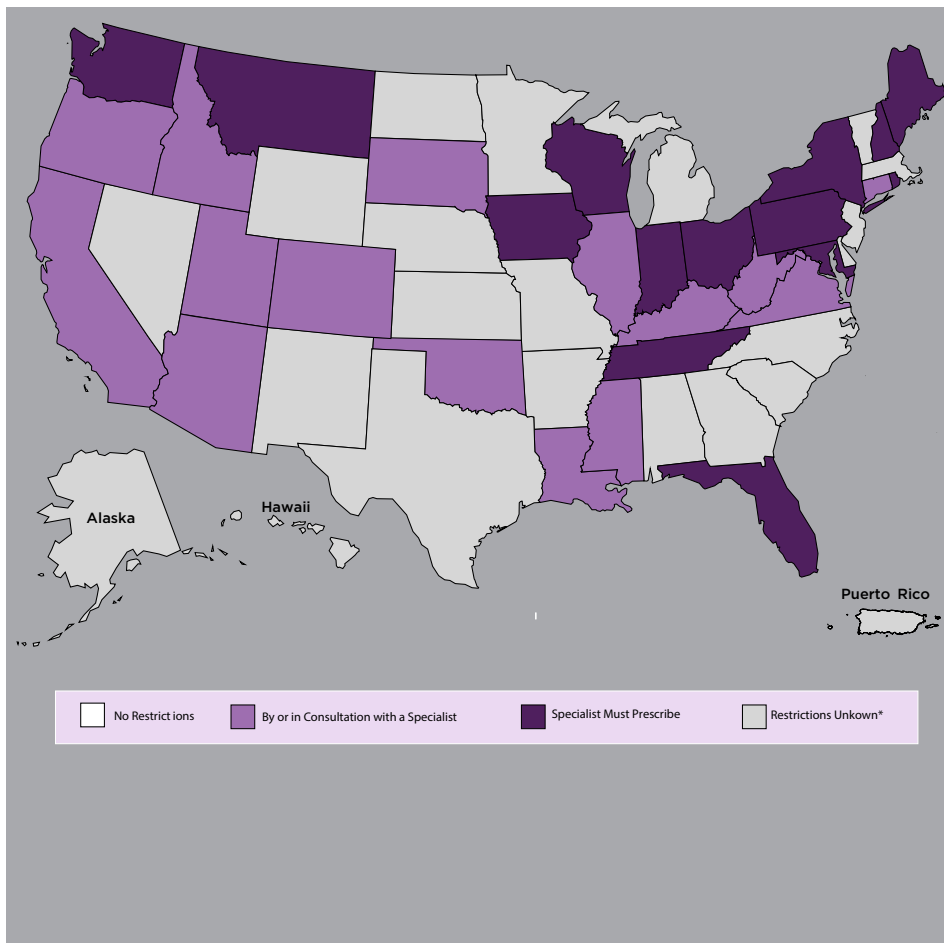 Alaska
Hawaii
Puerto Rico
No Restrict ions
By or in Consultation with a Specialist
Specialist Must Prescribe
Restrictions Unkown*